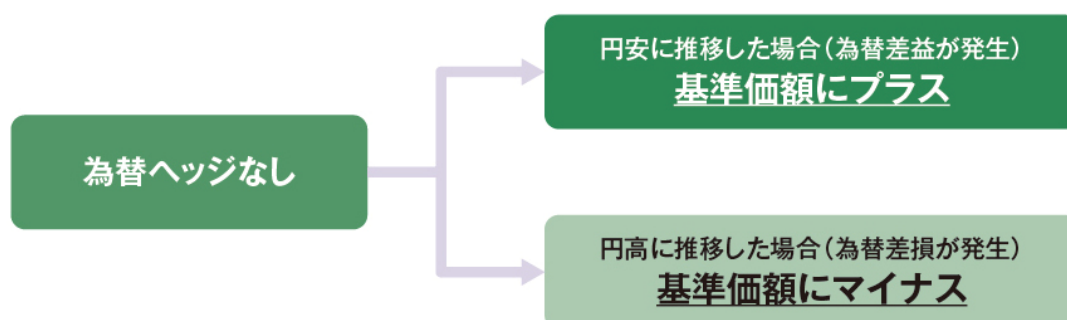 為替ヘッジなし
円安に推移した場合（為替差益が発生）
基準価額にプラス
円高に推移した場合（為替差損が発生）
基準価額にマイナス